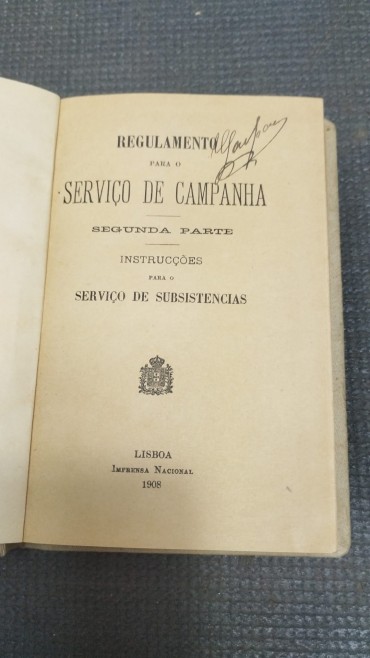 REGULAMENTO
PARA O
SERVIÇO DE CAMPANHA
SEGUNDA PARTE
INSTRUCÇÕES
PARA O
SERVIÇO DE SUBSISTENCIAS
LISBOA
IMPRENSA NACIONAL
1908